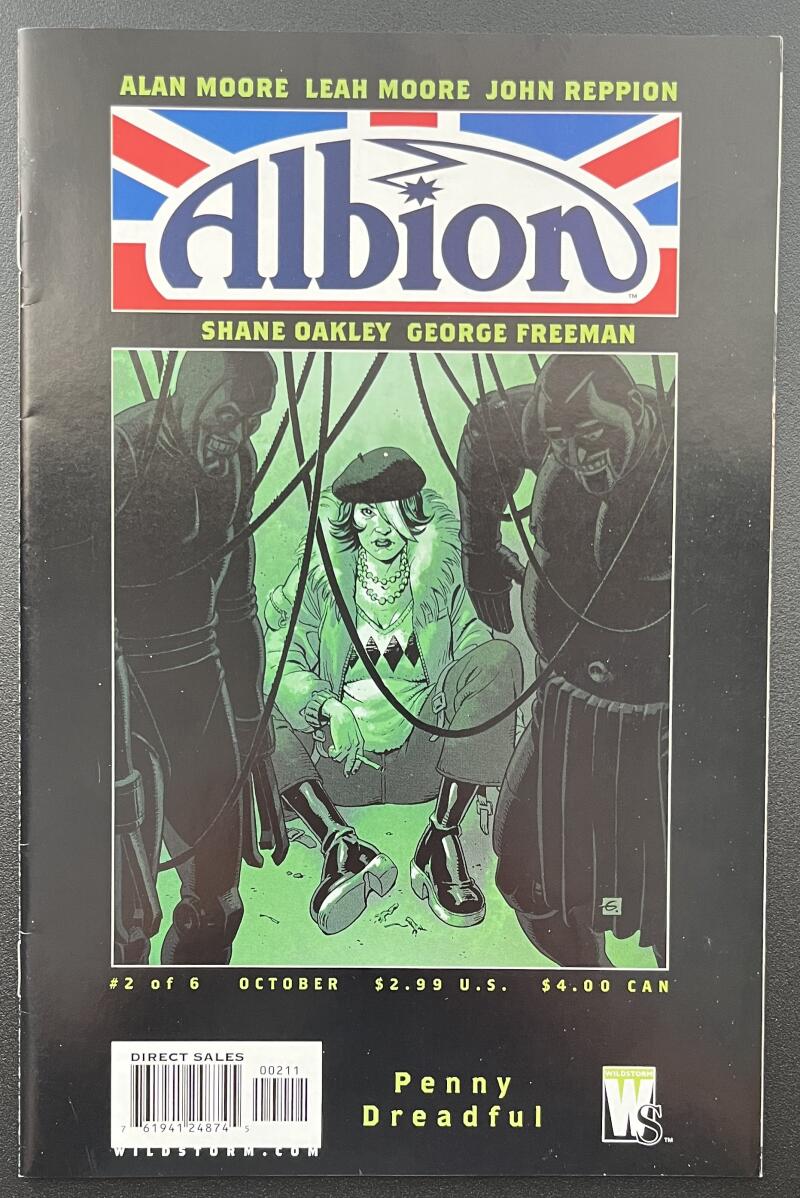 ALAN MOORE LEAH MOORE JOHN REPPION
Albion
TM
SHANE OAKLEY GEORGE FREEMAN
G.
#2 of 6 OCTOBER $2.99 U.S. $4.00 CAN
DIRECT SALES
00211
7 61941 24874 5
WILDSTORM.COM
Penny
Dreadful
WILDSTORM
WS
TM